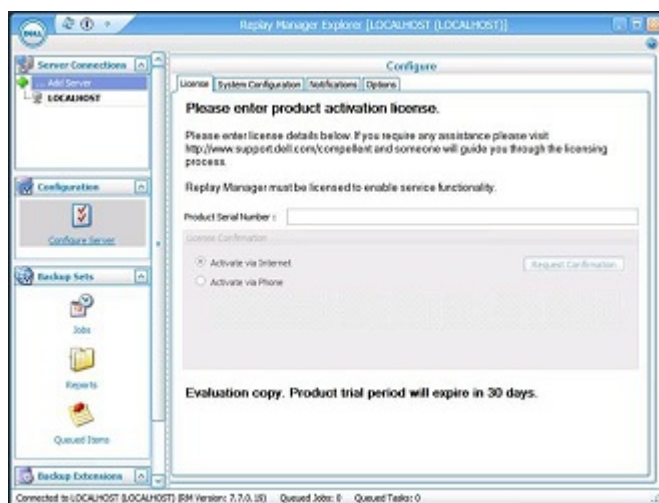 DELL
Replay Manager Explorer [LOCALHOST (LOCALHOST)]
Server Connections
... Add Server
LOCALHOST
Configuration
Configure Server
Backup Sets
Jobs
Reports
Queued Items
Backup Extensions
Configure
License
System Configuration
Notifications
Options
Please enter product activation license.
Please enter license details below. If you require any assistance please visit
http://www.support.dell.com/compellent and someone will guide you through the licensing
process.
Replay Manager must be licensed to enable service functionality.
Product Serial Number :
License Confirmation
Activate via Internet
Request Confirmation
Activate via Phone
Evaluation copy. Product trial period will expire in 30 days.
Connected to LOCALHOST (LOCALHOST) (RM Version: 7.7.0.19) Queued Jobs: 0 Queued Tasks: 0